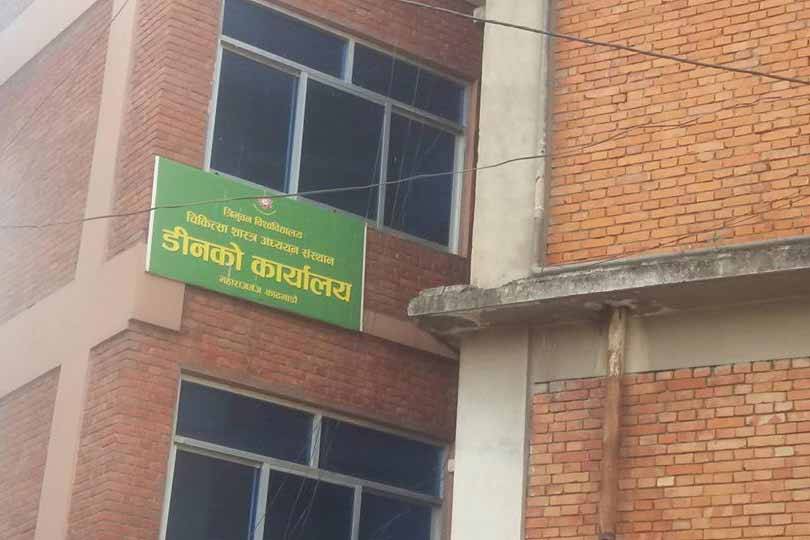 त्रिभुवन विश्वविद्यालय
चिकित्सा शास्त्र अध्ययन संस्थान
डीनको कार्यालय
महाराजगंज काठमाडौं